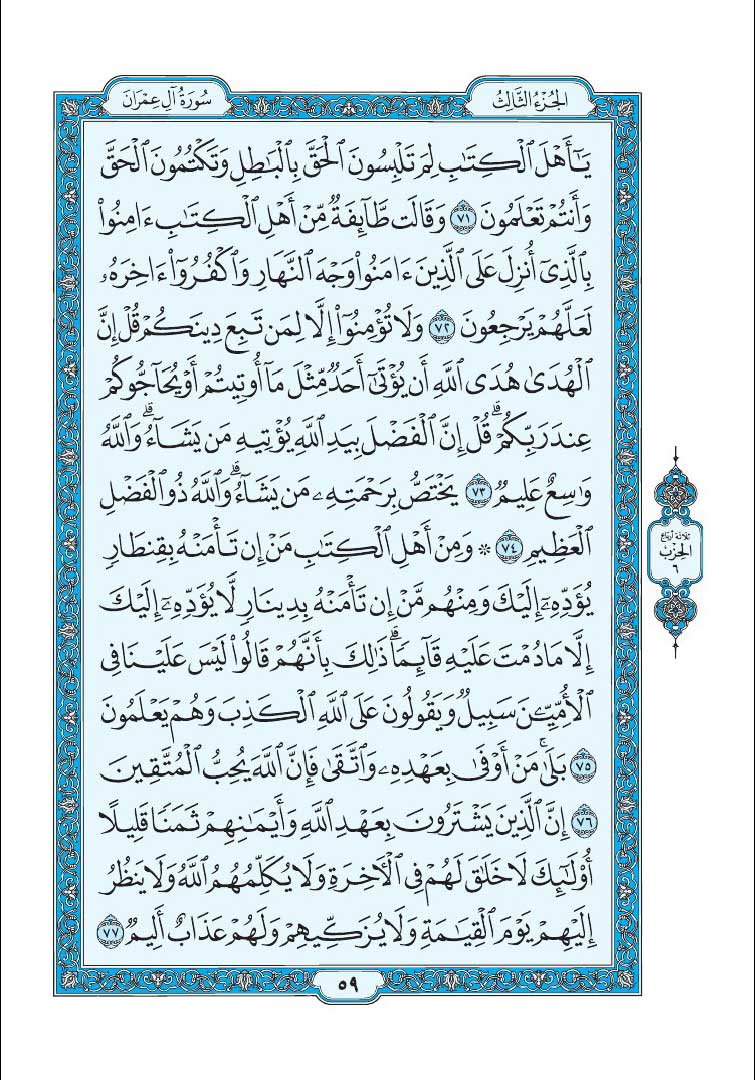 الجُزْءُ الثَّالِثُ
سُورَةُ آلِ عِمْرَانَ
يَٰٓأَهْلَ ٱلْكِتَٰبِ لِمَ تَلْبِسُونَ ٱلْحَقَّ بِٱلْبَٰطِلِ وَتَكْتُمُونَ ٱلْحَقَّ
وَأَنتُمْ تَعْلَمُونَ ٧١ وَقَالَت طَّآئِفَةٌ مِّنْ أَهْلِ ٱلْكِتَٰبِ ءَامِنُوا۟
بِٱلَّذِىٓ أُنزِلَ عَلَى ٱلَّذِينَ ءَامَنُوا۟ وَجْهَ ٱلنَّهَارِ وَٱكْفُرُوٓا۟ ءَاخِرَهُۥ
لَعَلَّهُمْ يَرْجِعُونَ ٧٢ وَلَا تُؤْمِنُوٓا۟ إِلَّا لِمَن تَبِعَ دِينَكُمْ قُلْ إِنَّ
ٱلْهُدَىٰ هُدَى ٱللَّهِ أَن يُؤْتَىٰٓ أَحَدٌ مِّثْلَ مَآ أُوتِيتُمْ أَوْ يُحَآجُّوكُمْ
عِندَ رَبِّكُمْ ۗ قُلْ إِنَّ ٱلْفَضْلَ بِيَدِ ٱللَّهِ يُؤْتِيهِ مَن يَشَآءُ ۗ وَٱللَّهُ
وَٰسِعٌ عَلِيمٌ ٧٣ يَخْتَصُّ بِرَحْمَتِهِۦ مَن يَشَآءُ ۗ وَٱللَّهُ ذُو ٱلْفَضْلِ
ٱلْعَظِيمِ ٧٤ * وَمِنْ أَهْلِ ٱلْكِتَٰبِ مَنْ إِن تَأْمَنْهُ بِقِنطَارٍ
يُؤَدِّهِۦٓ إِلَيْكَ وَمِنْهُم مَّنْ إِن تَأْمَنْهُ بِدِينَارٍ لَّا يُؤَدِّهِۦٓ إِلَيْكَ
إِلَّا مَا دُمْتَ عَلَيْهِ قَآئِمًا ۗ ذَٰلِكَ بِأَنَّهُمْ قَالُوا۟ لَيْسَ عَلَيْنَا فِى
ٱلْأُمِّيِّۦنَ سَبِيلٌ وَيَقُولُونَ عَلَى ٱللَّهِ ٱلْكَذِبَ وَهُمْ يَعْلَمُونَ
٧٥ بَلَىٰ ۚ مَنْ أَوْفَىٰ بِعَهْدِهِۦ وَٱتَّقَىٰ فَإِنَّ ٱللَّهَ يُحِبُّ ٱلْمُتَّقِينَ
٧٦ إِنَّ ٱلَّذِينَ يَشْتَرُونَ بِعَهْدِ ٱللَّهِ وَأَيْمَٰنِهِمْ ثَمَنًا قَلِيلًا
أُو۟لَٰٓئِكَ لَا خَلَٰقَ لَهُمْ فِى ٱلْءَاخِرَةِ وَلَا يُكَلِّمُهُمُ ٱللَّهُ وَلَا يَنظُرُ
إِلَيْهِمْ يَوْمَ ٱلْقِيَٰمَةِ وَلَا يُزَكِّيهِمْ وَلَهُمْ عَذَابٌ أَلِيمٌ ٧٧
ثلاثة أرباع
الحِزْبُ
٦
٥٩